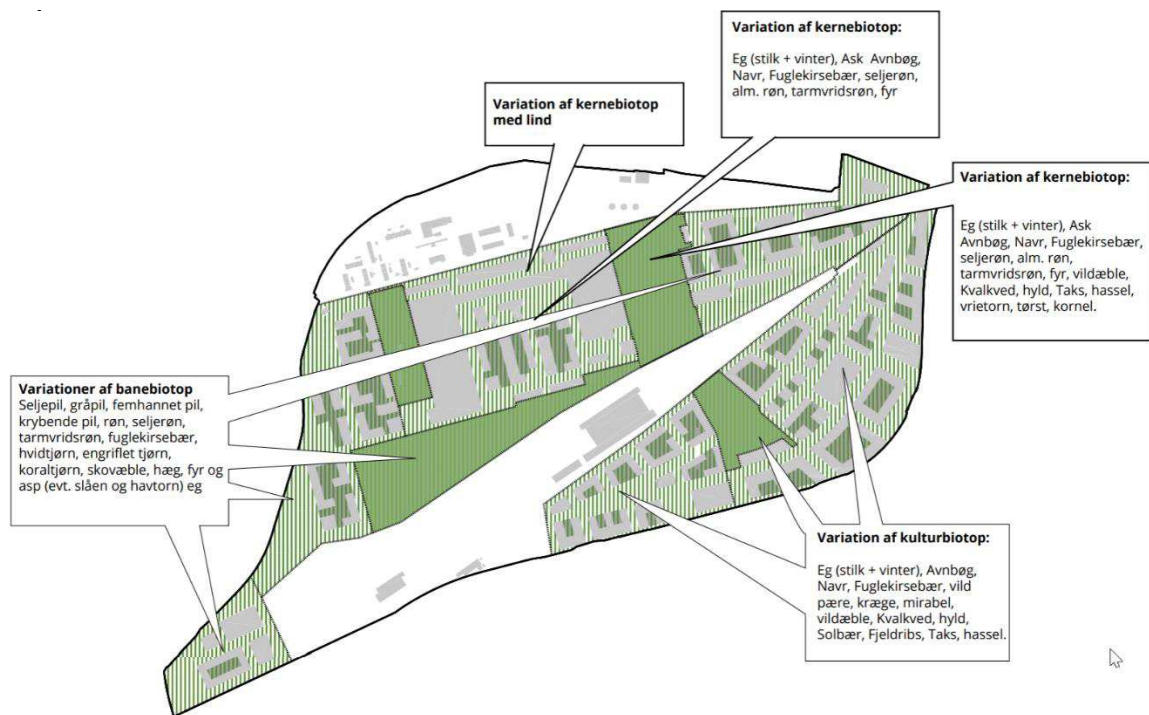 Variation af kernebiotop:
Eg (stilk + vinter), Ask Avnbøg,
Navr, Fuglekirsebær, seljerøn,
alm. røn, tarmvridsrøn, fyr
Variation af kernebiotop
med lind
Variation af kernebiotop:
Eg (stilk + vinter), Ask
Avnbøg, Navr, Fuglekirsebær,
seljerøn, alm. røn,
tarmvridsrøn, fyr, vildæble,
Kvalkved, hyld, Taks, hassel,
vrietorn, tørst, kornel.
Variationer af banebiotop
Seljepil, gråpil, femhannet pil,
krybende pil, røn, seljerøn,
tarmvridsrøn, fuglekirsebær,
hvidtjørn, engriflet tjørn,
koraltjørn, skovæble, hæg, fyr og
asp (evt. slåen og havtorn) eg
Variation af kulturbiotop:
Eg (stilk + vinter), Avnbøg,
Navr, Fuglekirsebær, vild
pære, kræge, mirabel,
vildæble, Kvalkved, hyld,
Solbær, Fjeldribs, Taks, hassel.